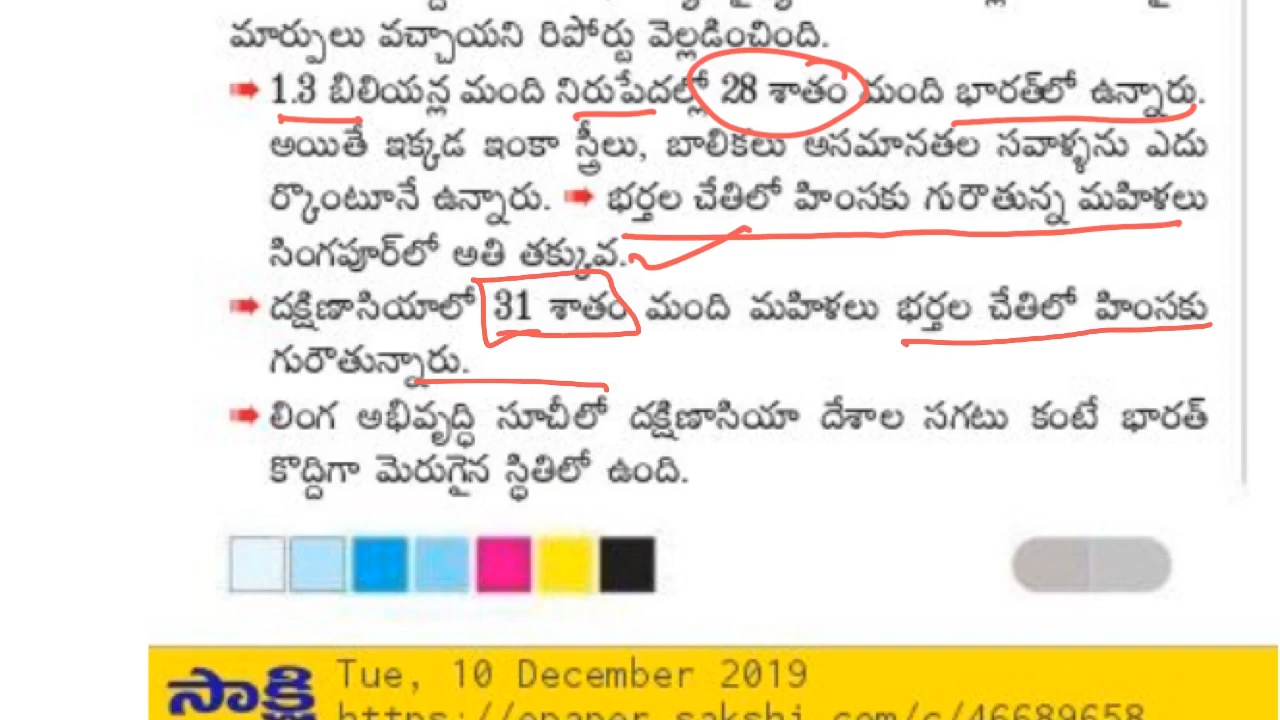 మార్పులు వచ్చాయని రిపోర్టు వెల్లడించింది.
➡ 1.3 బిలియన్ల మంది నిరుపేదల్లో 28 శాతం మంది భారత్‌లో ఉన్నారు.
అయితే ఇక్కడ ఇంకా స్త్రీలు, బాలికలు అసమానతల సవాళ్ళను ఎదు
ర్కొంటూనే ఉన్నారు. ➡ భర్తల చేతిలో హింసకు గురౌతున్న మహిళలు
సింగపూర్‌లో అతి తక్కువ.
➡ దక్షిణాసియాలో 31 శాతం మంది మహిళలు భర్తల చేతిలో హింసకు
గురౌతున్నారు.
➡ లింగ అభివృద్ధి సూచీలో దక్షిణాసియా దేశాల సగటు కంటే భారత్
కొద్దిగా మెరుగైన స్థితిలో ఉంది.
సాక్షి Tue, 10 December 2019
https://epaper.sakshi.com/c/46689658